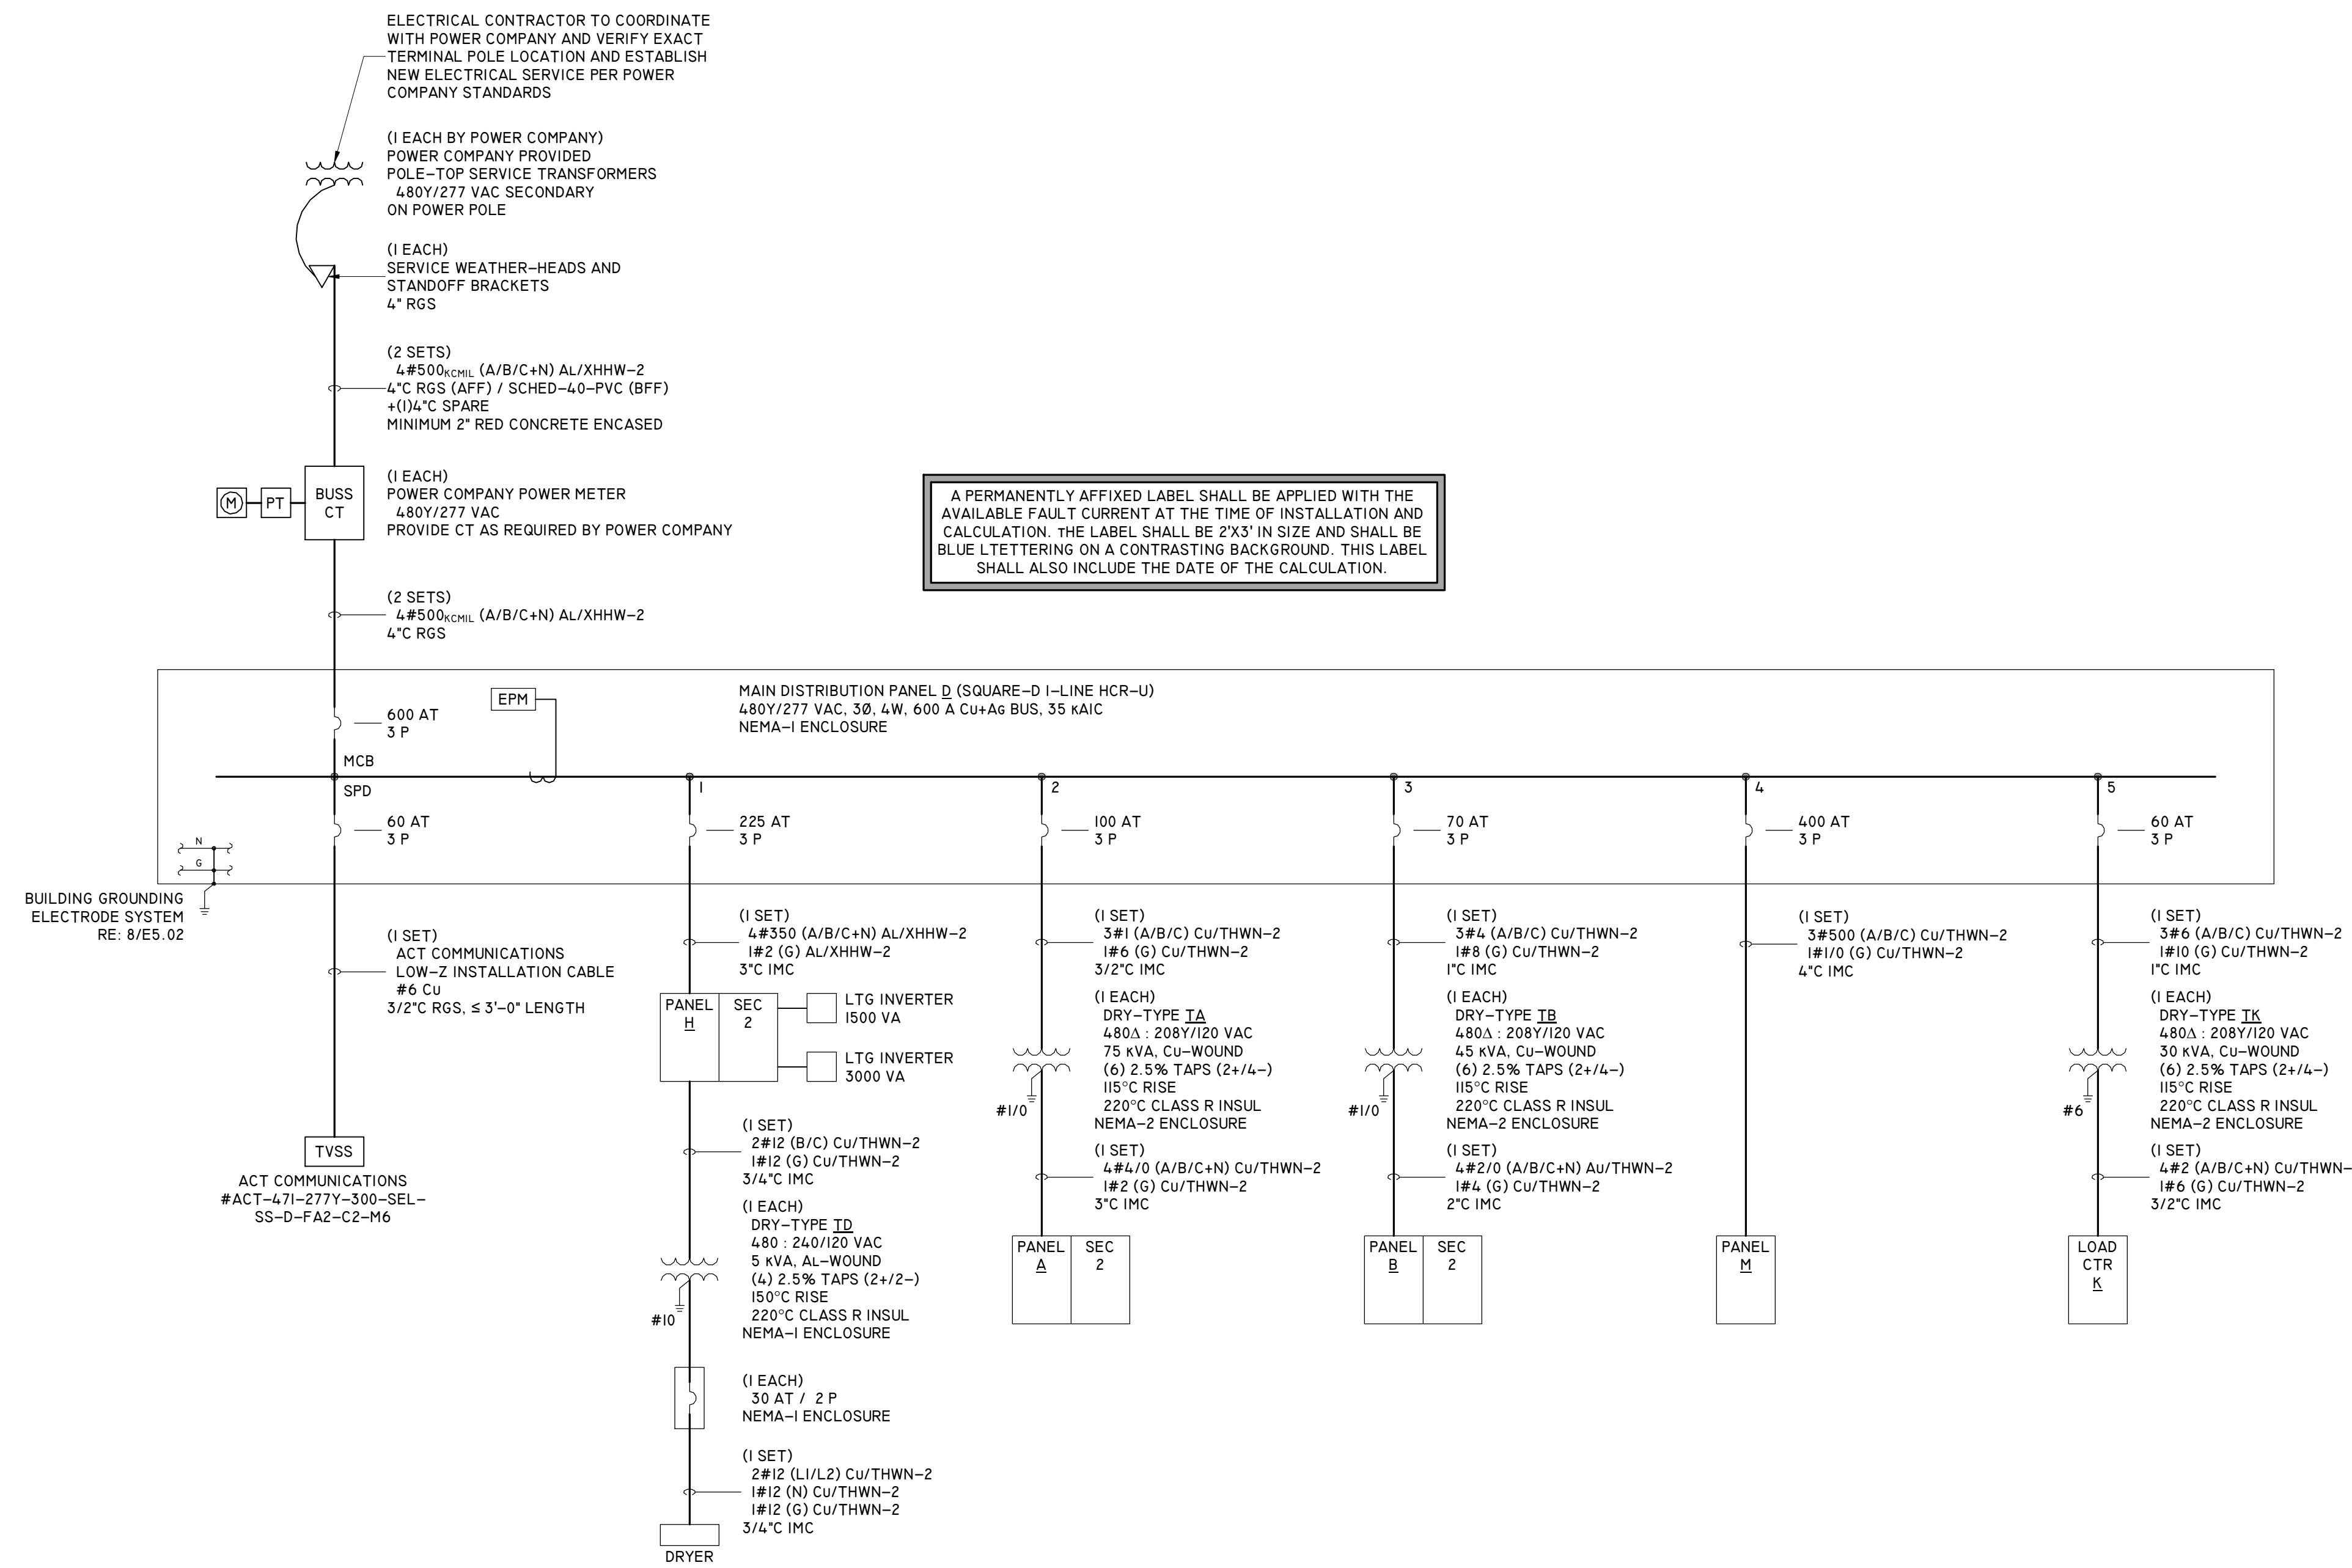 ELECTRICAL CONTRACTOR TO COORDINATE
WITH POWER COMPANY AND VERIFY EXACT
TERMINAL POLE LOCATION AND ESTABLISH
NEW ELECTRICAL SERVICE PER POWER
COMPANY STANDARDS
(1 EACH BY POWER COMPANY)
POWER COMPANY PROVIDED
POLE-TOP SERVICE TRANSFORMERS
480Y/277 VAC SECONDARY
ON POWER POLE
(1 EACH)
SERVICE WEATHER-HEADS AND
STANDOFF BRACKETS
4" RGS
(2 SETS)
4#500KCMIL (A/B/C+N) AL/XHHW-2
4"C RGS (AFF) / SCHED-40-PVC (BFF)
+(1)4"C SPARE
MINIMUM 2" RED CONCRETE ENCASED
M
PT
BUSS
CT
(1 EACH)
POWER COMPANY POWER METER
480Y/277 VAC
PROVIDE CT AS REQUIRED BY POWER COMPANY
A PERMANENTLY AFFIXED LABEL SHALL BE APPLIED WITH THE
AVAILABLE FAULT CURRENT AT THE TIME OF INSTALLATION AND
CALCULATION. THE LABEL SHALL BE 2'X3' IN SIZE AND SHALL BE
BLUE LTETTERING ON A CONTRASTING BACKGROUND. THIS LABEL
SHALL ALSO INCLUDE THE DATE OF THE CALCULATION.
(2 SETS)
4#500KCMIL (A/B/C+N) AL/XHHW-2
4"C RGS
EPM
MAIN DISTRIBUTION PANEL D (SQUARE-D I-LINE HCR-U)
480Y/277 VAC, 3Ø, 4W, 600 A CU+AG BUS, 35 KAIC
NEMA-1 ENCLOSURE
600 AT
3 P
MCB
SPD
1
2
3
4
5
60 AT
3 P
225 AT
3 P
100 AT
3 P
70 AT
3 P
400 AT
3 P
60 AT
3 P
N
G
BUILDING GROUNDING
ELECTRODE SYSTEM
RE: 8/E5.02
(1 SET)
ACT COMMUNICATIONS
LOW-Z INSTALLATION CABLE
#6 CU
3/2"C RGS, ≤ 3'-0" LENGTH
TVSS
ACT COMMUNICATIONS
#ACT-471-277Y-300-SEL-
SS-D-FA2-C2-M6
(1 SET)
4#350 (A/B/C+N) AL/XHHW-2
1#2 (G) AL/XHHW-2
3"C IMC
PANEL
H
SEC
2
LTG INVERTER
1500 VA
LTG INVERTER
3000 VA
(1 SET)
2#12 (B/C) CU/THWN-2
1#12 (G) CU/THWN-2
3/4"C IMC
(1 EACH)
DRY-TYPE TD
480 : 240/120 VAC
5 KVA, AL-WOUND
(4) 2.5% TAPS (2+/2-)
150°C RISE
220°C CLASS R INSUL
NEMA-1 ENCLOSURE
#10
(1 EACH)
30 AT / 2 P
NEMA-1 ENCLOSURE
(1 SET)
2#12 (L1/L2) CU/THWN-2
1#12 (N) CU/THWN-2
1#12 (G) CU/THWN-2
3/4"C IMC
DRYER
(1 SET)
3#1 (A/B/C) CU/THWN-2
1#6 (G) CU/THWN-2
3/2"C IMC
(1 EACH)
DRY-TYPE TA
480Δ : 208Y/120 VAC
75 KVA, CU-WOUND
(6) 2.5% TAPS (2+/4-)
115°C RISE
220°C CLASS R INSUL
NEMA-2 ENCLOSURE
#1/0
(1 SET)
4#4/0 (A/B/C+N) CU/THWN-2
1#2 (G) CU/THWN-2
3"C IMC
PANEL
A
SEC
2
(1 SET)
3#4 (A/B/C) CU/THWN-2
1#8 (G) CU/THWN-2
1"C IMC
(1 EACH)
DRY-TYPE TB
480Δ : 208Y/120 VAC
45 KVA, CU-WOUND
(6) 2.5% TAPS (2+/4-)
115°C RISE
220°C CLASS R INSUL
NEMA-2 ENCLOSURE
#1/0
(1 SET)
4#2/0 (A/B/C+N) AU/THWN-2
1#4 (G) CU/THWN-2
2"C IMC
PANEL
B
SEC
2
(1 SET)
3#500 (A/B/C) CU/THWN-2
1#1/0 (G) CU/THWN-2
4"C IMC
PANEL
M
(1 SET)
3#6 (A/B/C) CU/THWN-2
1#10 (G) CU/THWN-2
1"C IMC
(1 EACH)
DRY-TYPE TK
480Δ : 208Y/120 VAC
30 KVA, CU-WOUND
(6) 2.5% TAPS (2+/4-)
115°C RISE
220°C CLASS R INSUL
NEMA-2 ENCLOSURE
#6
(1 SET)
4#2 (A/B/C+N) CU/THWN-
1#6 (G) CU/THWN-2
3/2"C IMC
LOAD
CTR
K